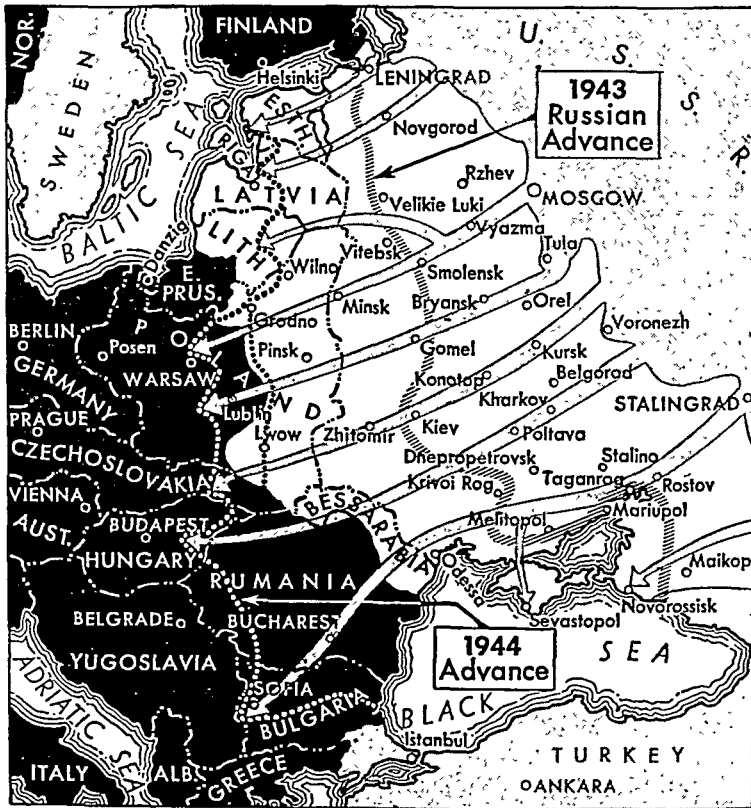 NOR.
FINLAND
U. S. S. R.
SWEDEN
Helsinki
LENINGRAD
1943
Russian
Advance
ESTH.
Novgorod
BALTIC SEA
RIGA
Rzhev
LATVIA
Velikie Luki
MOSGOW
Vyazma
LITH.
Vitebsk
Tula
Danzig
Wilno
Smolensk
E.
PRUS.
Minsk
Bryansk
Orel
Grodno
POLAND
BERLIN
Posen
Pinsk
Gomel
Voronezh
WARSAW
Kursk
GERMANY
Konotop
Belgorod
Lublin
Kharkov
STALINGRAD
PRAGUE
Lwow
Zhitomir
Kiev
Poltava
CZECHOSLOVAKIA
Dnepropetrovsk
Stalino
Krivoi Rog
Taganrog
Rostov
VIENNA
BESSARABIA
Mariupol
AUST.
BUDAPEST
Melitopol
HUNGARY
Odessa
Maikop
RUMANIA
Novorossisk
BELGRADE
BUCHAREST
Sevastopol
1944
Advance
YUGOSLAVIA
BLACK SEA
ADRIATIC SEA
SOFIA
BULGARIA
Istanbul
ITALY
ALB.
GREECE
TURKEY
ANKARA